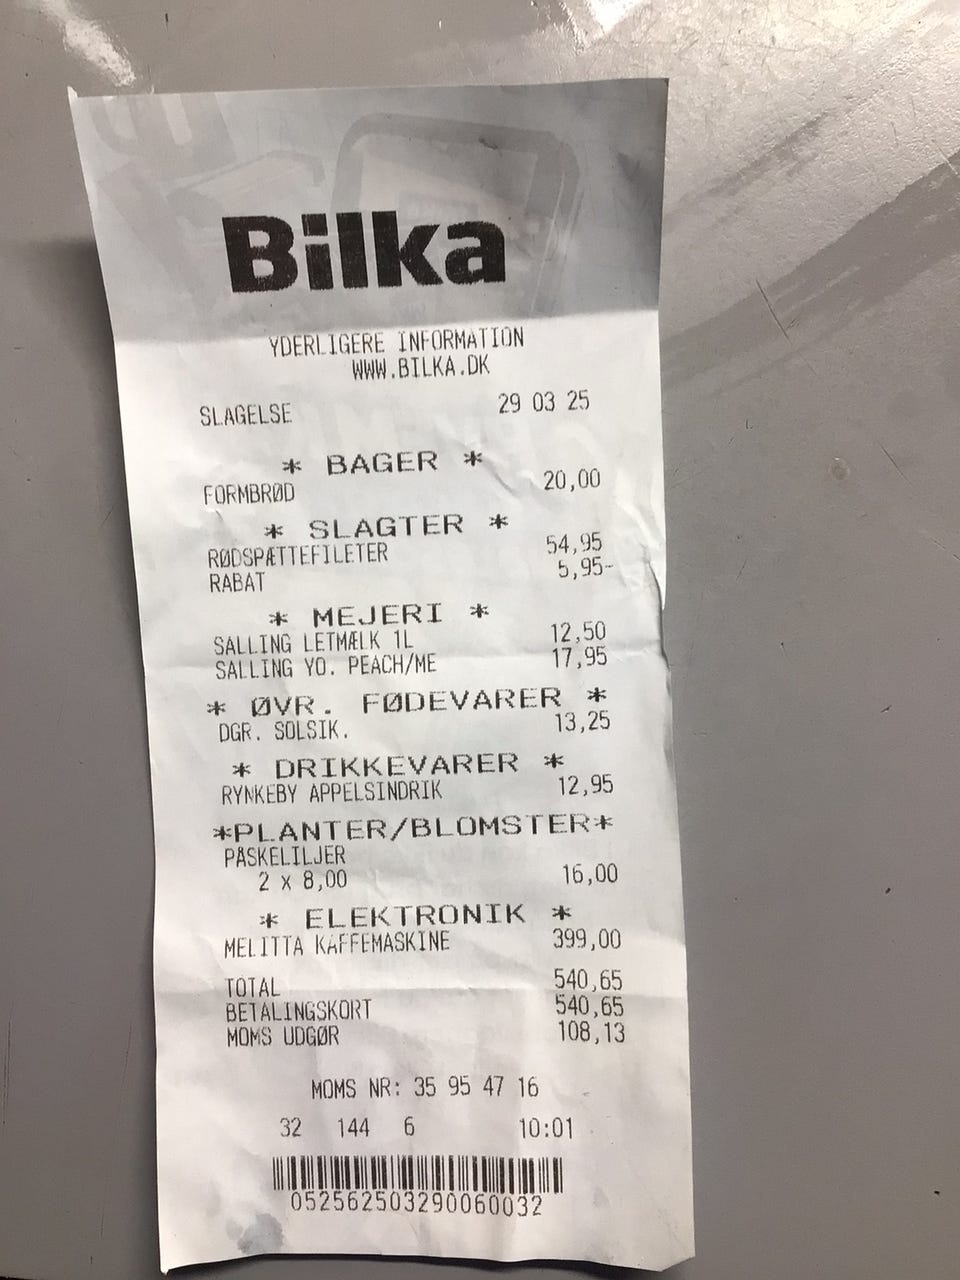 Bilka
YDERLIGERE INFORMATION
WWW.BILKA.DK
SLAGELSE 29 03 25
* BAGER *
FORMBRØD 20,00
* SLAGTER *
RØDSPÆTTEFILETER 54,95
RABAT 5,95-
* MEJERI *
SALLING LETMÆLK 1L 12,50
SALLING YO. PEACH/ME 17,95
* ØVR. FØDEVARER *
DGR. SOLSIK. 13,25
* DRIKKEVARER *
RYNKEBY APPELSINDRIK 12,95
*PLANTER/BLOMSTER*
PÅSKELILJER
2 x 8,00 16,00
* ELEKTRONIK *
MELITTA KAFFEMASKINE 399,00
TOTAL 540,65
BETALINGSKORT 540,65
MOMS UDGØR 108,13
MOMS NR: 35 95 47 16
32 144 6 10:01
052562503290060032